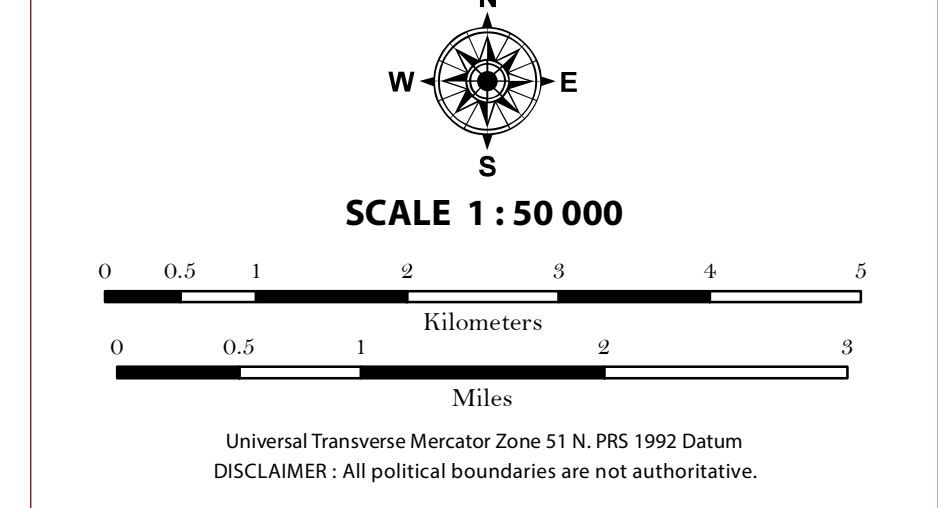 N
W E
S
SCALE 1 : 50 000
0 0.5 1 2 3 4 5
Kilometers
0 0.5 1 2 3
Miles
Universal Transverse Mercator Zone 51 N. PRS 1992 Datum
DISCLAIMER : All political boundaries are not authoritative.